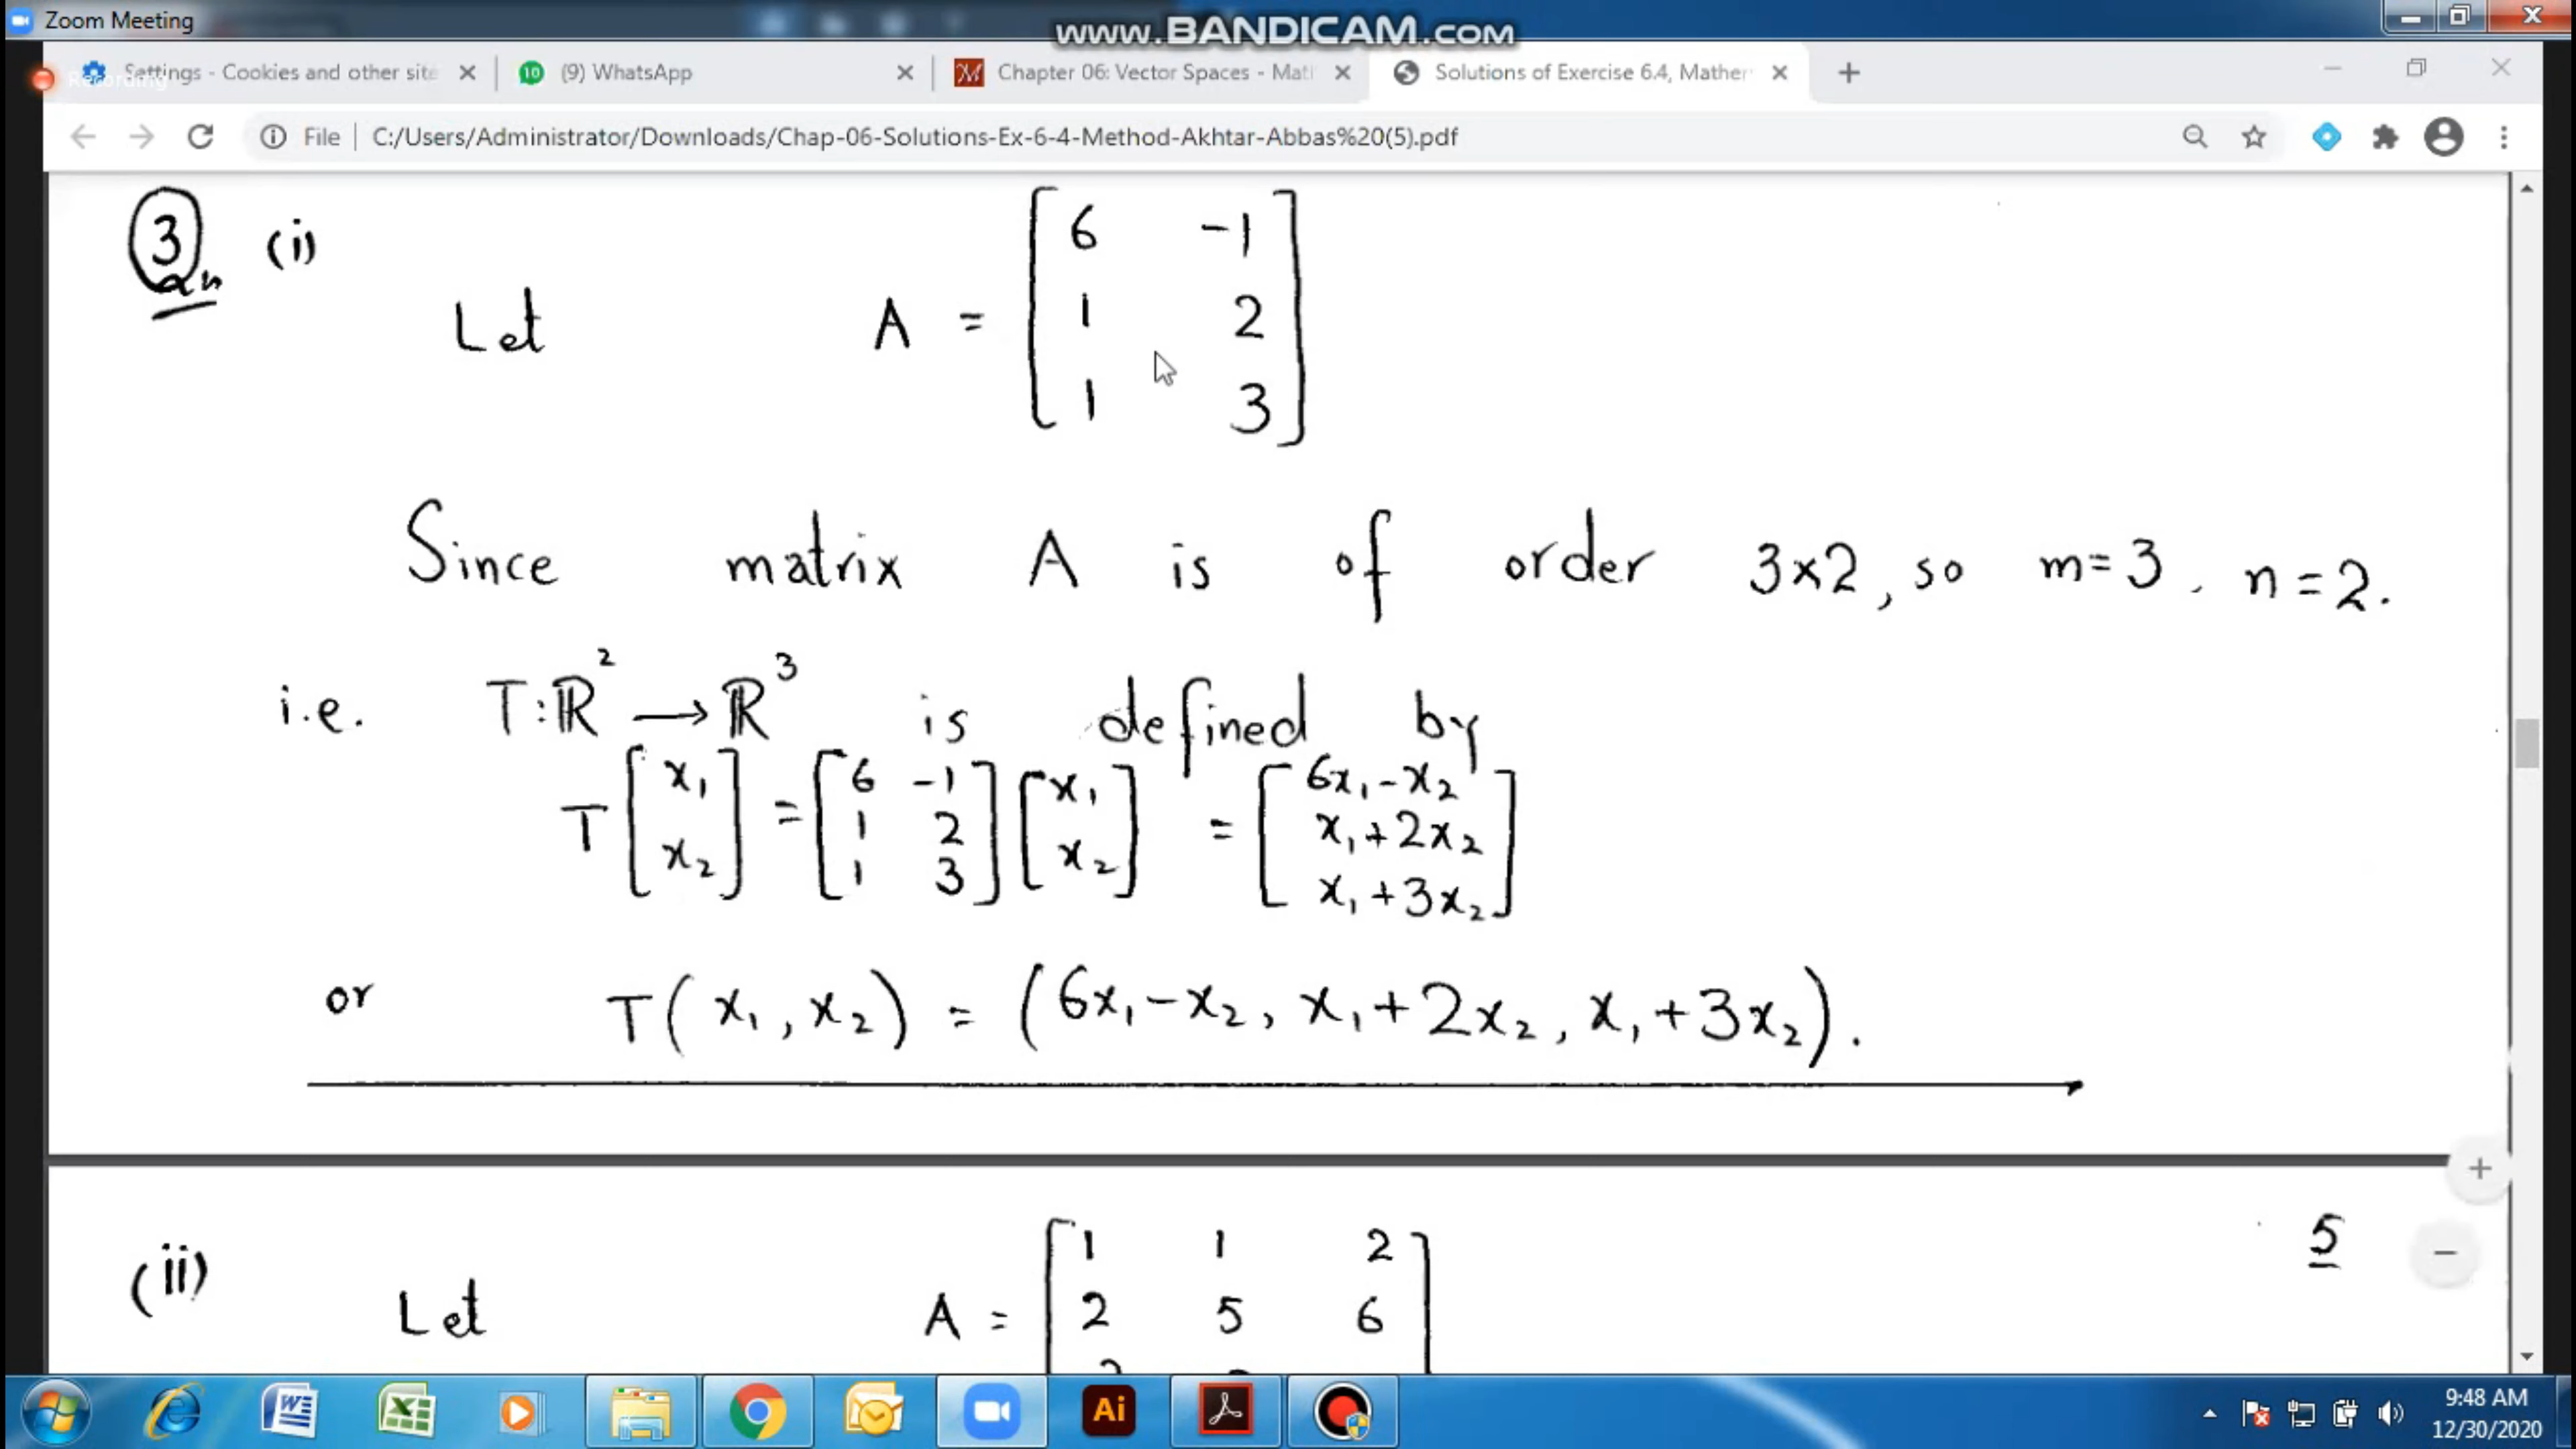 Zoom Meeting
www.BANDICAM.com
Recording
Settings - Cookies and other site
10 (9) WhatsApp
Chapter 06: Vector Spaces - Mat
Solutions of Exercise 6.4, Mather
File | C:/Users/Administrator/Downloads/Chap-06-Solutions-Ex-6-4-Method-Akhtar-Abbas%20(5).pdf
3 (i)
Qn
Let A = [ 6 -1
1 2
1 3 ]
Since matrix A is of order 3×2, so m=3, n=2.
i.e. T:ℝ² → ℝ³ is defined by
T [ x₁ x₂ ] = [ 6 -1 1 2 1 3 ] [ x₁ x₂ ] = [ 6x₁-x₂ x₁+2x₂ x₁+3x₂ ]
or T( x₁, x₂ ) = (6x₁-x₂, x₁+2x₂, x₁+3x₂).
5
(ii) Let A = [ 1 1 2
2 5 6
Ai
9:48 AM
12/30/2020